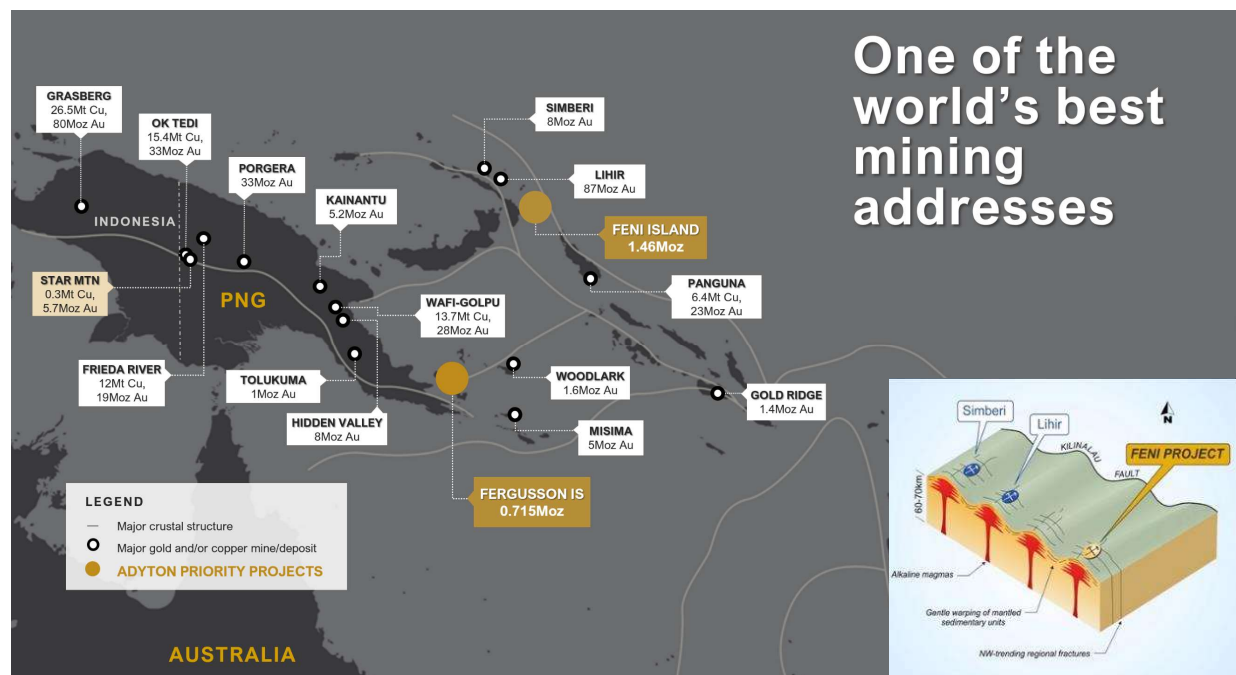 One of the
world's best
mining
addresses
GRASBERG
26.5Mt Cu,
80Moz Au
OK TEDI
15.4Mt Cu,
33Moz Au
PORGERA
33Moz Au
KAINANTU
5.2Moz Au
SIMBERI
8Moz Au
LIHIR
87Moz Au
FENI ISLAND
1.46Moz
INDONESIA
STAR MTN
0.3Mt Cu,
5.7Moz Au
PNG
WAFI-GOLPU
13.7Mt Cu,
28Moz Au
PANGUNA
6.4Mt Cu,
23Moz Au
FRIEDA RIVER
12Mt Cu,
19Moz Au
TOLUKUMA
1Moz Au
HIDDEN VALLEY
8Moz Au
WOODLARK
1.6Moz Au
MISIMA
5Moz Au
GOLD RIDGE
1.4Moz Au
FERGUSSON IS
0.715Moz
LEGEND
Major crustal structure
Major gold and/or copper mine/deposit
ADYTON PRIORITY PROJECTS
AUSTRALIA
Simberi
Lihir
N
KILINALAU
FAULT
FENI PROJECT
60-70km
Alkaline magmas
Gentle warping of mantled
sedimentary units
NW-trending regional fractures